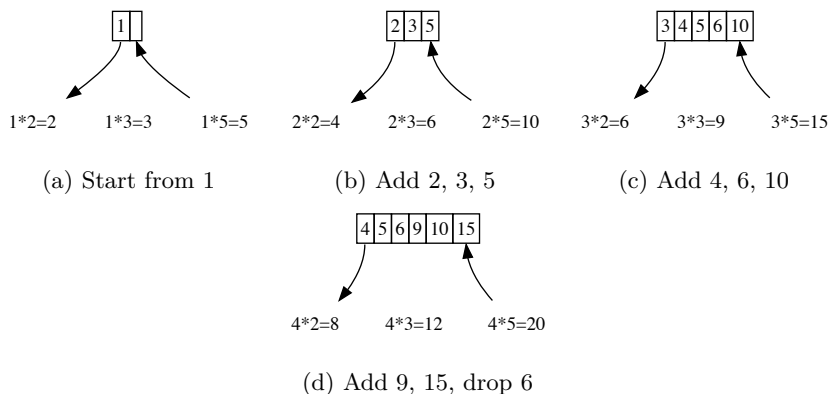 1
2 3 5
3 4 5 6 10
1*2=2 1*3=3 1*5=5
2*2=4 2*3=6 2*5=10
3*2=6 3*3=9 3*5=15
(a) Start from 1
(b) Add 2, 3, 5
(c) Add 4, 6, 10
4 5 6 9 10 15
4*2=8 4*3=12 4*5=20
(d) Add 9, 15, drop 6